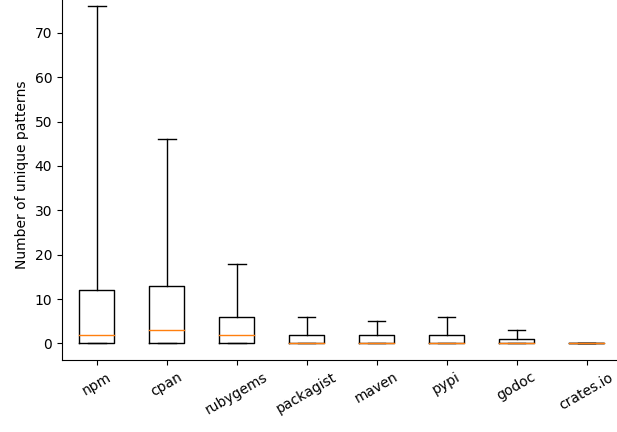 Number of unique patterns
70
60
50
40
30
20
10
0
npm
cpan
rubygems
packagist
maven
pypi
godoc
crates.io